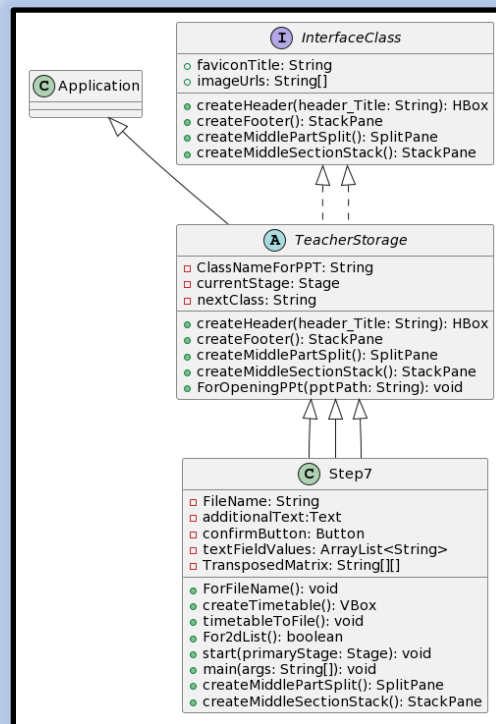 I InterfaceClass
faviconTitle: String
imageUrls: String[]
createHeader(header_Title: String): HBox
createFooter(): StackPane
createMiddlePartSplit(): SplitPane
createMiddleSectionStack(): StackPane
C Application
A TeacherStorage
ClassNameForPPT: String
currentStage: Stage
nextClass: String
createHeader(header_Title: String): HBox
createFooter(): StackPane
createMiddlePartSplit(): SplitPane
createMiddleSectionStack(): StackPane
ForOpeningPPt(pptPath: String): void
C Step7
FileName: String
additionalText:Text
confirmButton: Button
textFieldValues: ArrayList<String>
TransposedMatrix: String[][]
ForFileName(): void
createTimetable(): VBox
timetableToFile(): void
For2dList(): boolean
start(primaryStage: Stage): void
main(args: String[]): void
createMiddlePartSplit(): SplitPane
createMiddleSectionStack(): StackPane